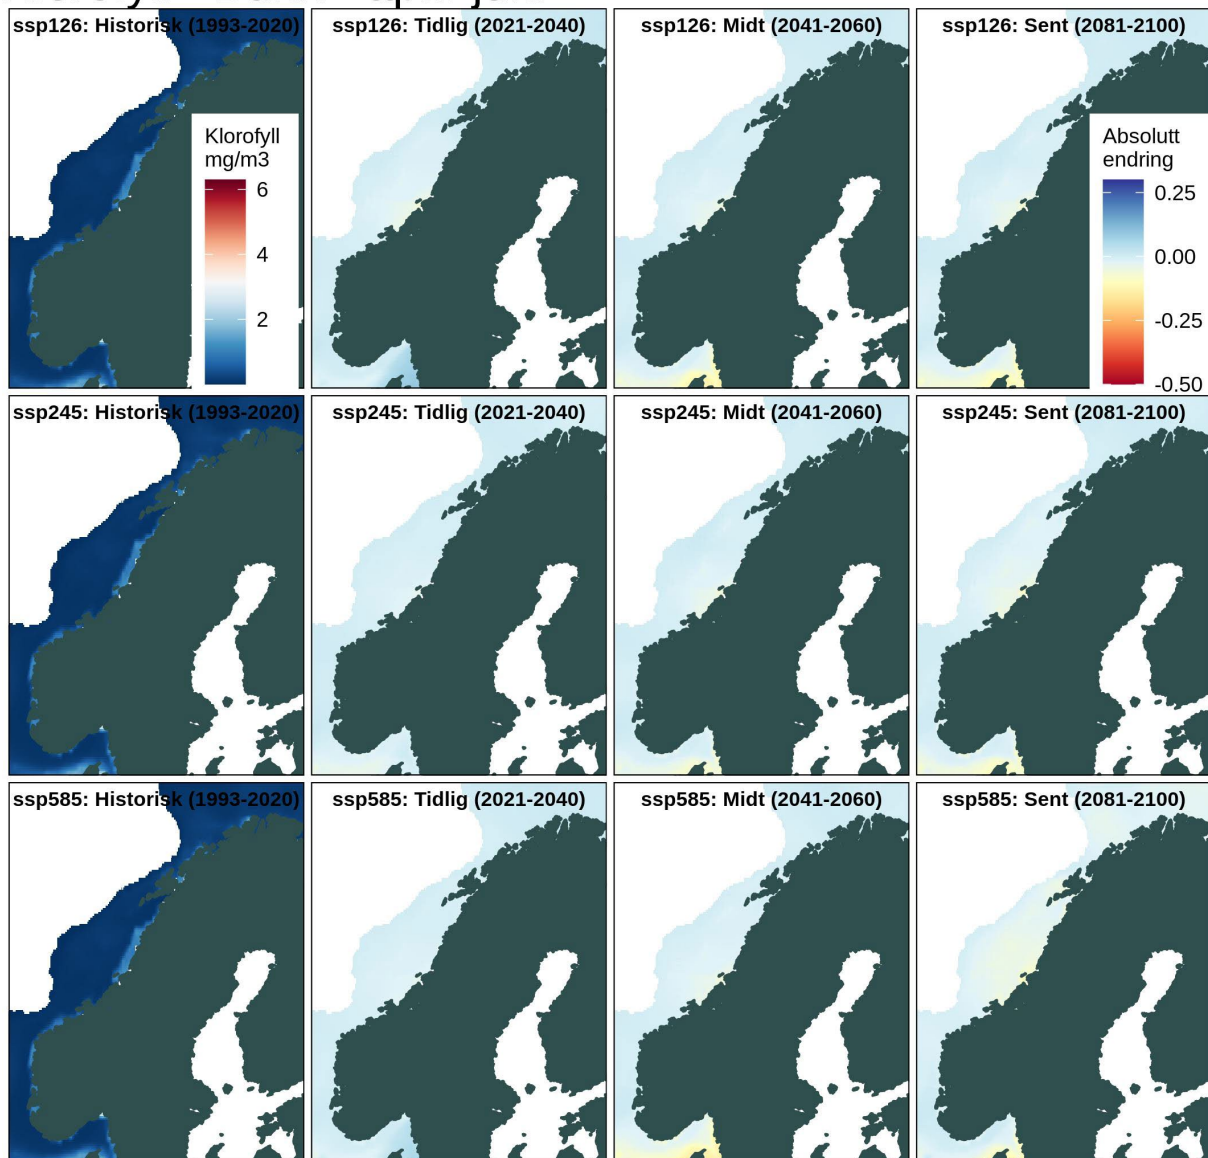 ssp126: Historisk (1993-2020)
ssp126: Tidlig (2021-2040)
ssp126: Midt (2041-2060)
ssp126: Sent (2081-2100)
Klorofyll
mg/m3
6
4
2
Absolutt
endring
0.25
0.00
-0.25
-0.50
ssp245: Historisk (1993-2020)
ssp245: Tidlig (2021-2040)
ssp245: Midt (2041-2060)
ssp245: Sent (2081-2100)
ssp585: Historisk (1993-2020)
ssp585: Tidlig (2021-2040)
ssp585: Midt (2041-2060)
ssp585: Sent (2081-2100)